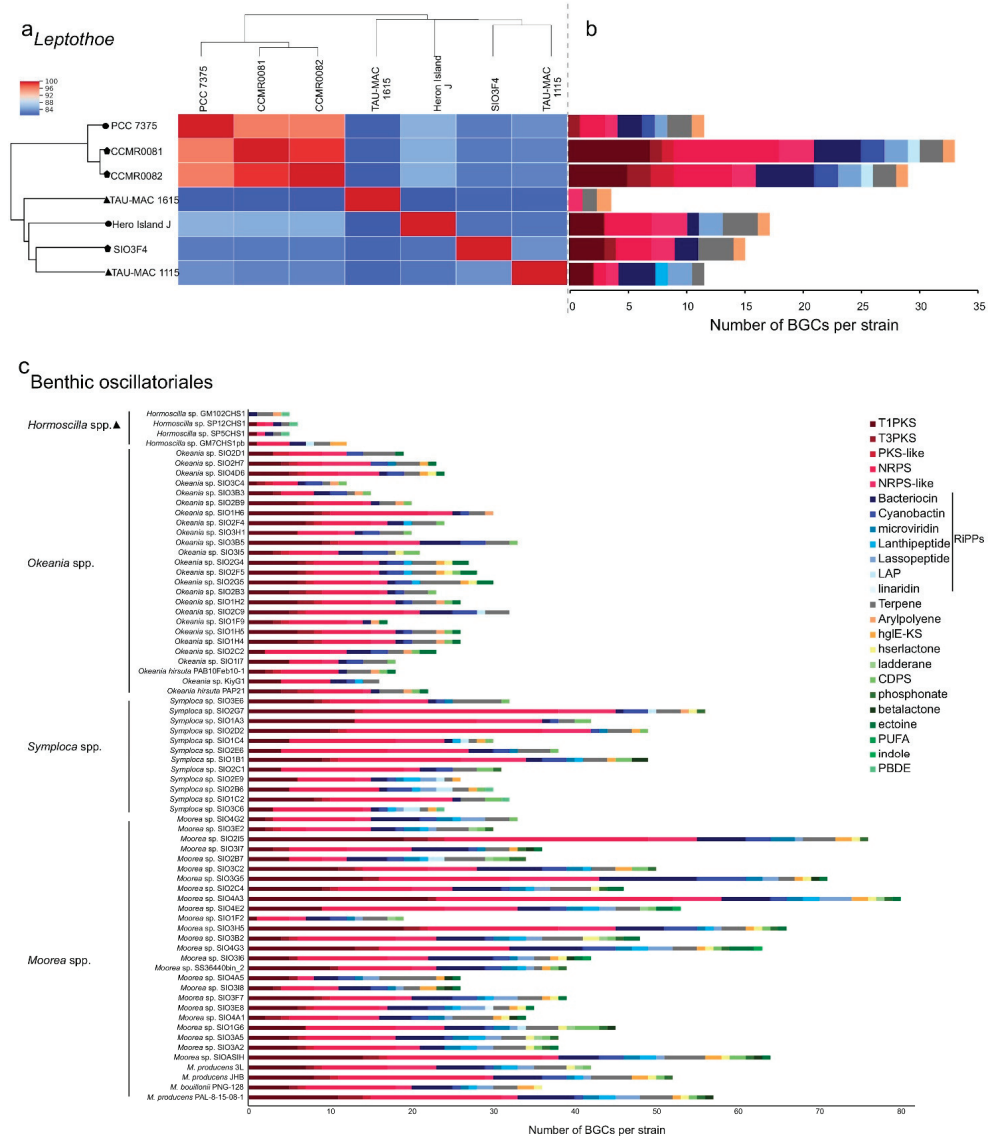 a Leptothoe
b
PCC 7375
CCMR0081
CCMR0082
TAU-MAC 1615
Heron Island J
SIO3F4
TAU-MAC 1115
100
96
92
88
84
PCC 7375
CCMR0081
CCMR0082
TAU-MAC 1615
Hero Island J
SIO3F4
TAU-MAC 1115
0 5 10 15 20 25 30 35
Number of BGCs per strain
c Benthic oscillatoriales
Hormoscilla spp.▲
Hormoscilla sp. GM102CHS1
Hormoscilla sp. SP12CHS1
Hormoscilla sp. SP5CHS1
Hormoscilla sp. GM7CHS1pb
Okeania spp.
Okeania sp. SIO2D1
Okeania sp. SIO2H7
Okeania sp. SIO4D6
Okeania sp. SIO3C4
Okeania sp. SIO3B3
Okeania sp. SIO2B9
Okeania sp. SIO1H6
Okeania sp. SIO2F4
Okeania sp. SIO3H1
Okeania sp. SIO3B5
Okeania sp. SIO3I5
Okeania sp. SIO2G4
Okeania sp. SIO2F5
Okeania sp. SIO2G5
Okeania sp. SIO2B3
Okeania sp. SIO1H2
Okeania sp. SIO2C9
Okeania sp. SIO1F9
Okeania sp. SIO1H5
Okeania sp. SIO1H4
Okeania sp. SIO2C2
Okeania sp. SIO1I7
Okeania hirsuta PAB10Feb10-1
Okeania sp. KiyG1
Okeania hirsuta PAP21
Symploca spp.
Symploca sp. SIO3E6
Symploca sp. SIO2G7
Symploca sp. SIO1A3
Symploca sp. SIO2D2
Symploca sp. SIO1C4
Symploca sp. SIO2E6
Symploca sp. SIO1B1
Symploca sp. SIO2C1
Symploca sp. SIO2E9
Symploca sp. SIO2B6
Symploca sp. SIO1C2
Symploca sp. SIO3C6
Moorea spp.
Moorea sp. SIO4G2
Moorea sp. SIO3E2
Moorea sp. SIO2I5
Moorea sp. SIO3I7
Moorea sp. SIO2B7
Moorea sp. SIO3C2
Moorea sp. SIO3G5
Moorea sp. SIO2C4
Moorea sp. SIO4A3
Moorea sp. SIO4E2
Moorea sp. SIO1F2
Moorea sp. SIO3H5
Moorea sp. SIO3B2
Moorea sp. SIO4G3
Moorea sp. SIO3I6
Moorea sp. SS36440bin_2
Moorea sp. SIO4A5
Moorea sp. SIO3I8
Moorea sp. SIO3F7
Moorea sp. SIO3E8
Moorea sp. SIO4A1
Moorea sp. SIO1G6
Moorea sp. SIO3A5
Moorea sp. SIO3A2
Moorea sp. SIOASIH
M. producens 3L
M. producens JHB
M. bouillonii PNG-128
M. producens PAL-8-15-08-1
0 10 20 30 40 50 60 70 80
Number of BGCs per strain
T1PKS
T3PKS
PKS-like
NRPS
NRPS-like
Bacteriocin
Cyanobactin
microviridin
Lanthipeptide
Lassopeptide
LAP
linaridin
RiPPs
Terpene
Arylpolyene
hglE-KS
hserlactone
ladderane
CDPS
phosphonate
betalactone
ectoine
PUFA
indole
PBDE